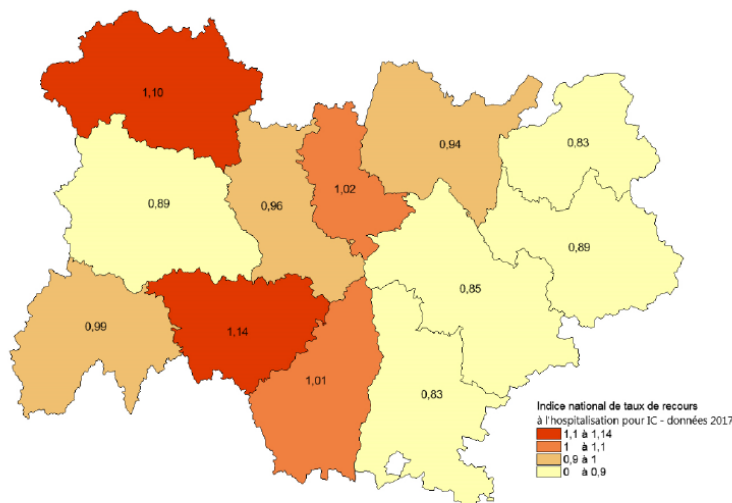 1,10
0,94
0,83
1,02
0,89
0,96
0,89
0,85
0,99
1,14
1,01
0,83
Indice national de taux de recours
à l'hospitalisation pour IC - données 2017
1,1 à 1,14
1 à 1,1
0,9 à 1
0 à 0,9